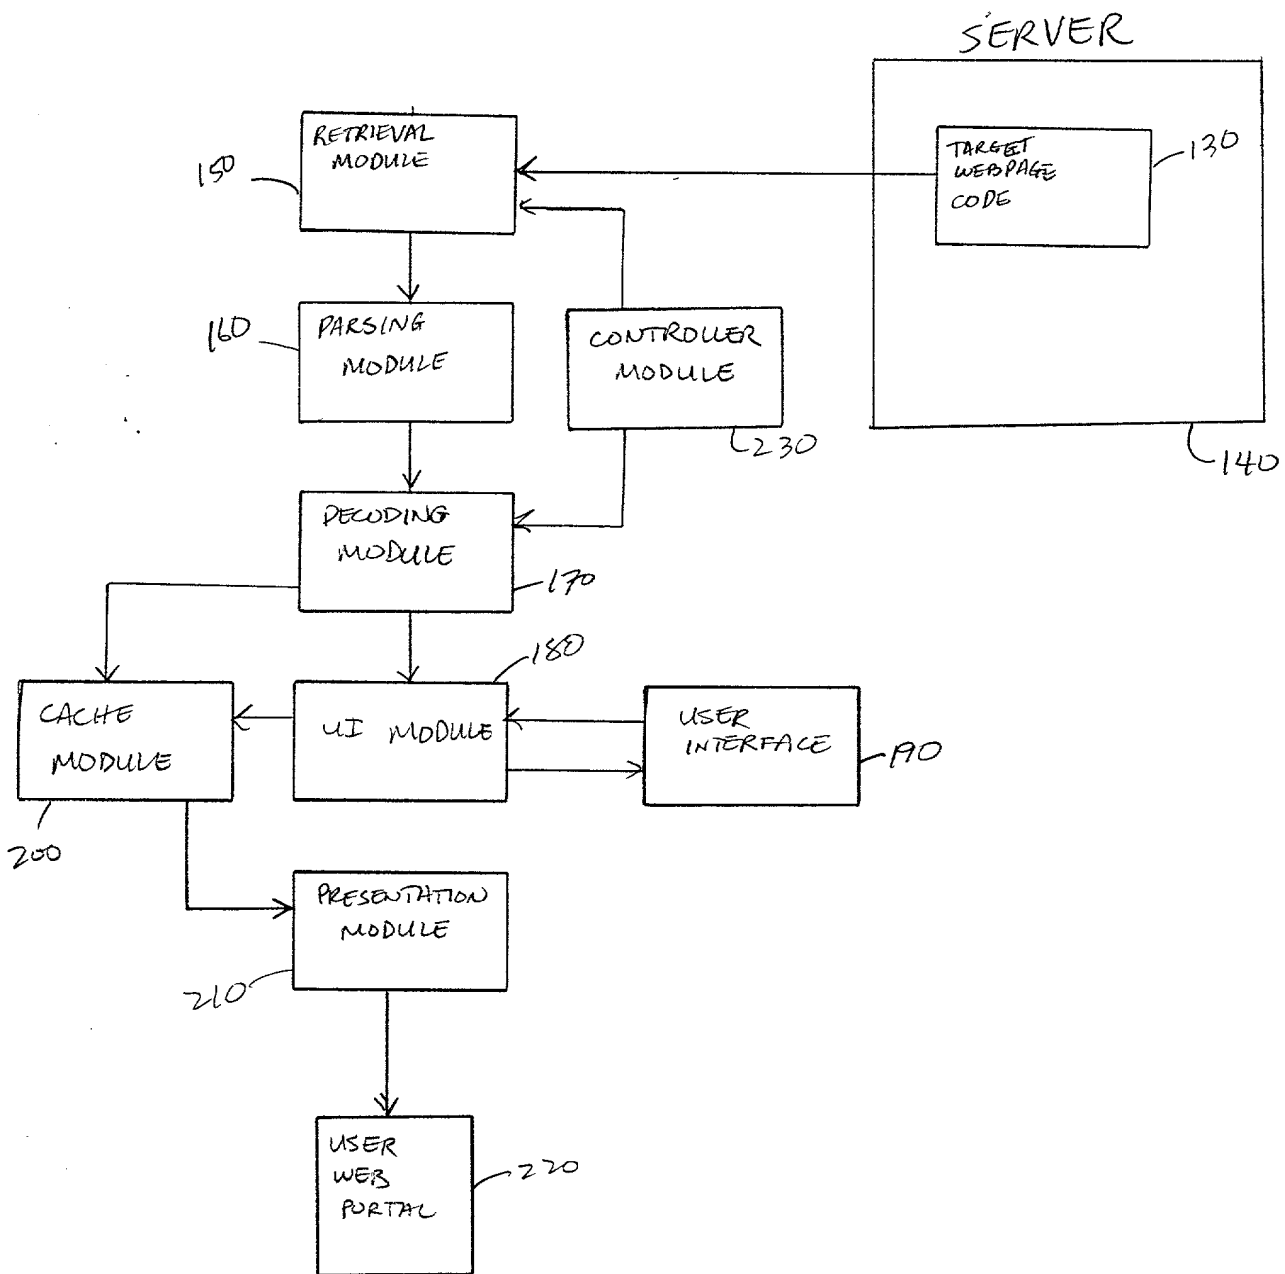 SERVER
RETRIEVAL
MODULE
150
TARGET
WEBPAGE
CODE
130
160
PARSING
MODULE
CONTROLLER
MODULE
230
140
DECODING
MODULE
170
180
CACHE
MODULE
UI MODULE
USER
INTERFACE
190
200
PRESENTATION
MODULE
210
USER
WEB
PORTAL
220